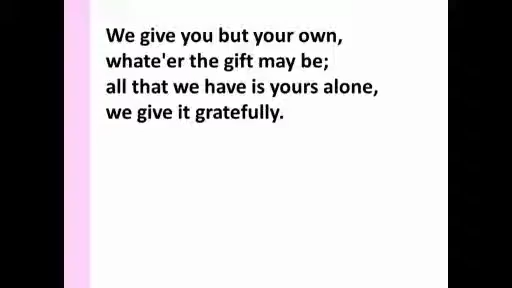 We give you but your own,
whate'er the gift may be;
all that we have is yours alone,
we give it gratefully.